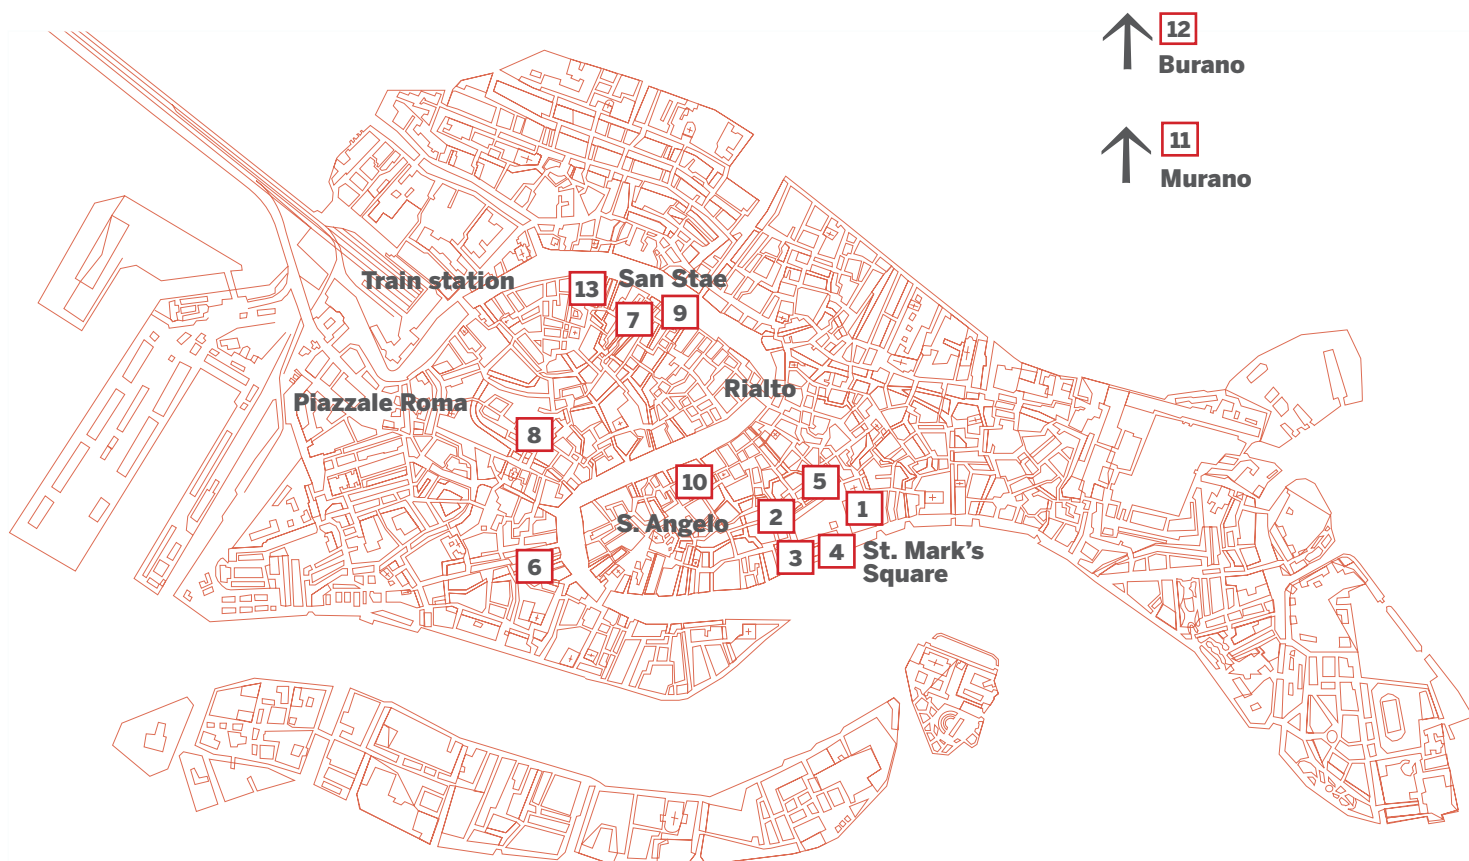 12
Burano
11
Murano
Train station
San Stae
13
7
9
Rialto
Piazzale Roma
8
10
5
1
2
S. Angelo
3
4
St. Mark's
Square
6